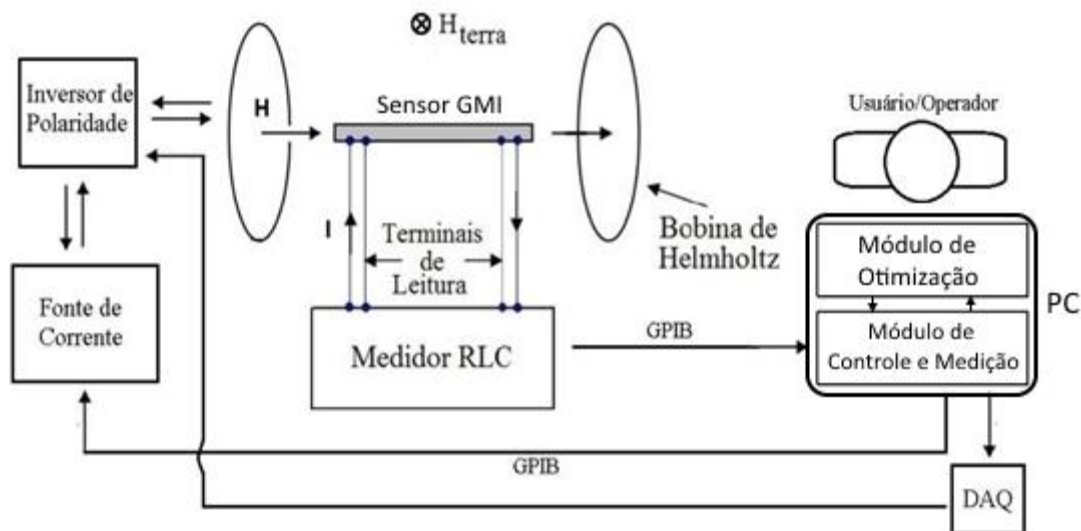 ⊗ H terra
Inversor de
Polaridade
H
Sensor GMI
Usuário/Operador
I
Terminais
de
Leitura
Bobina de
Helmholtz
Módulo de
Otimização
PC
Fonte de
Corrente
Medidor RLC
GPIB
Módulo de
Controle e Medição
GPIB
DAQ